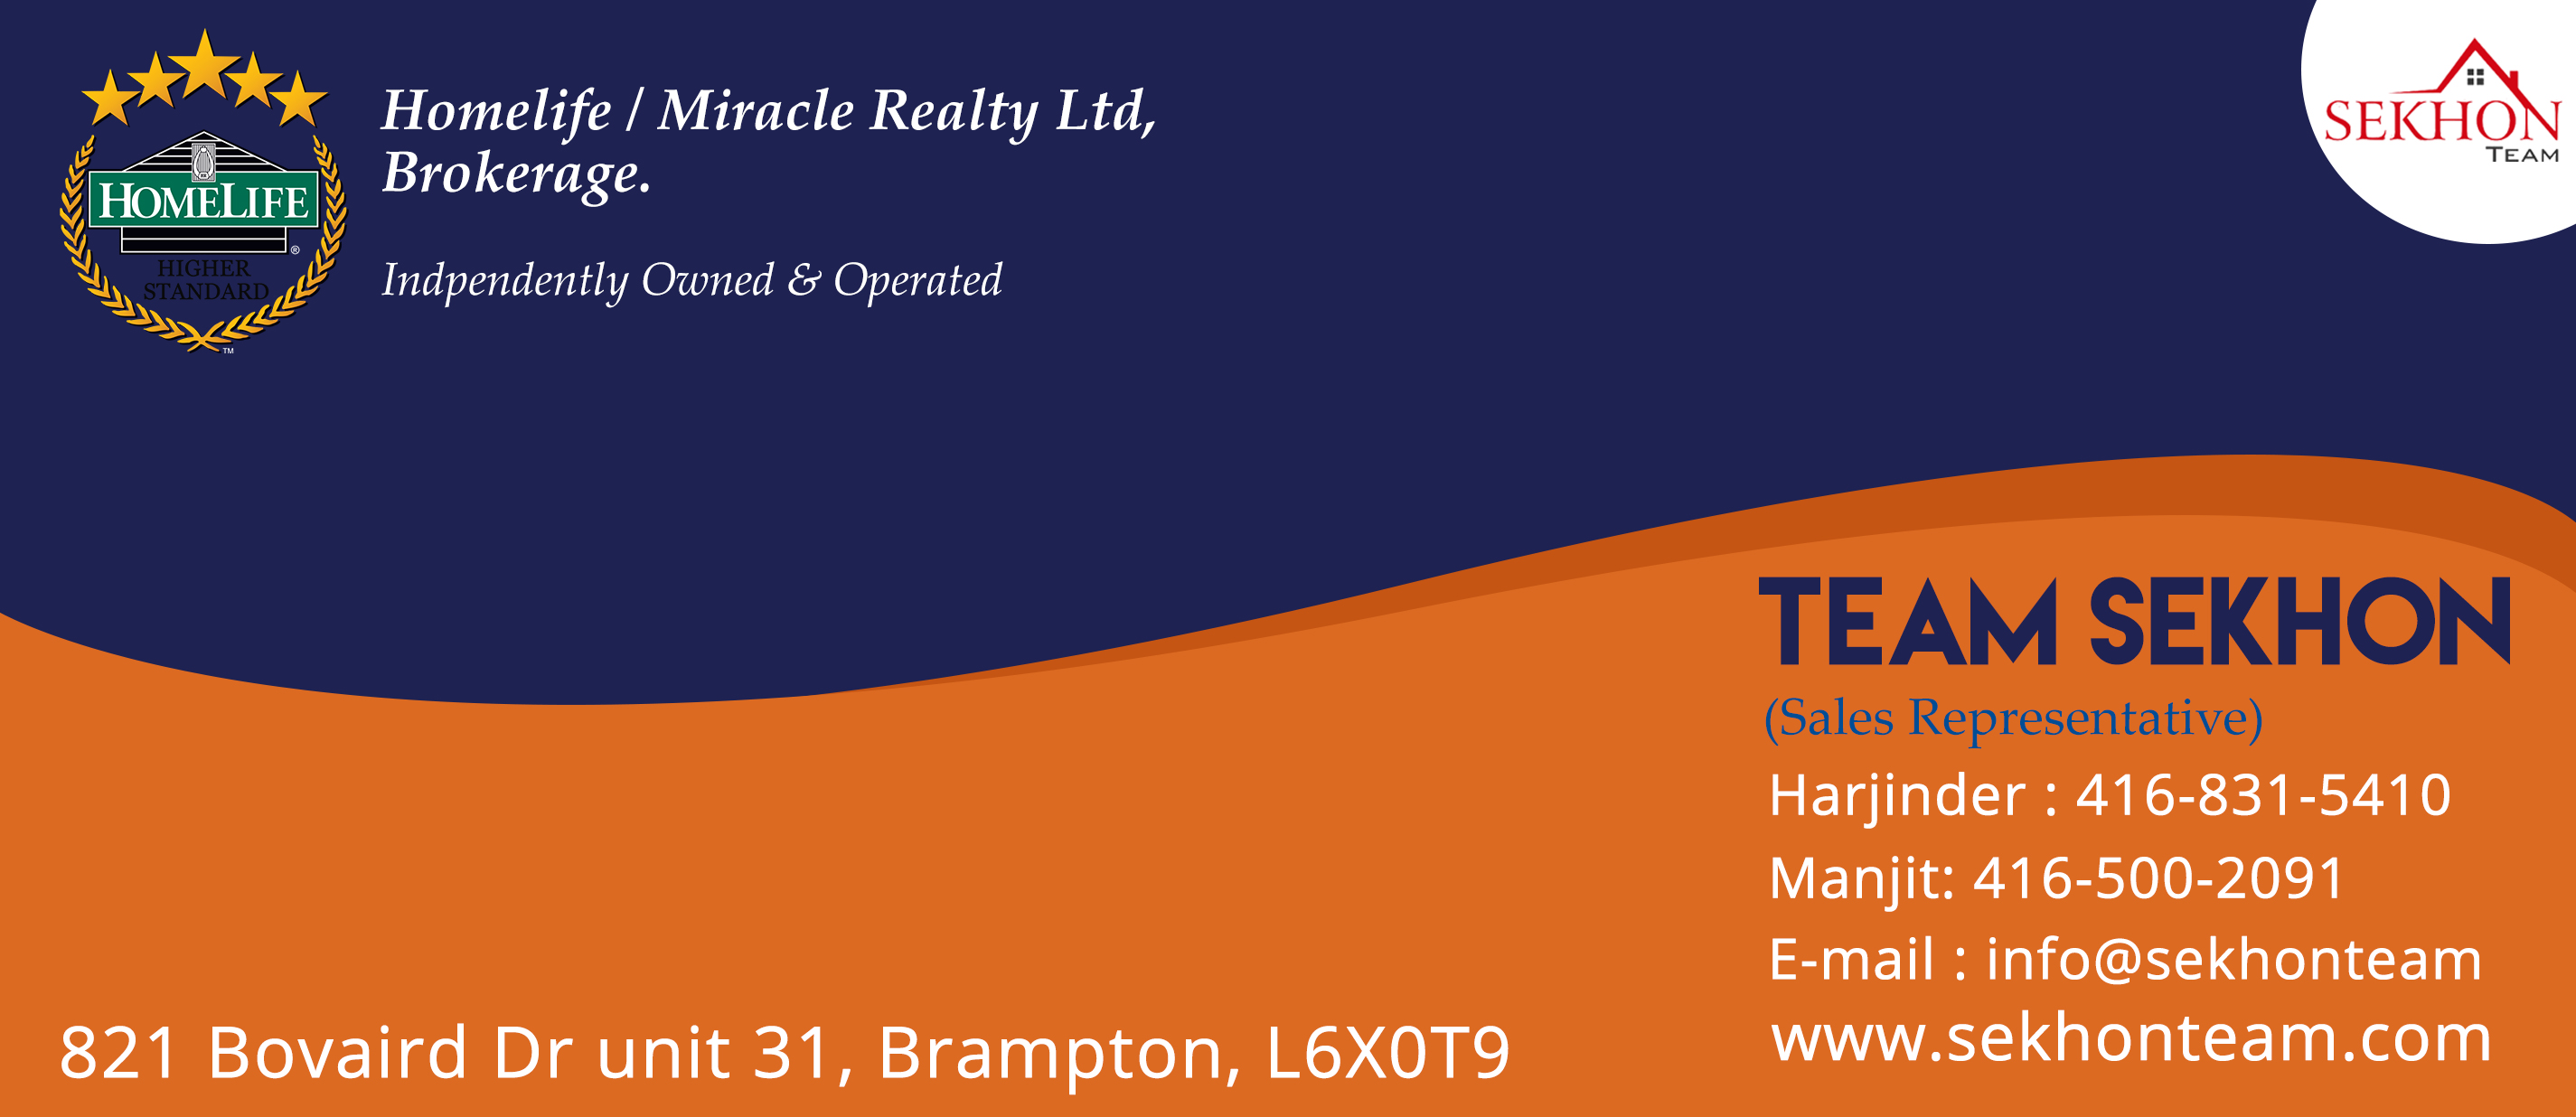 HOMELIFE
®
HIGHER
STANDARD
TM
Homelife / Miracle Realty Ltd,
Brokerage.
Indpendently Owned & Operated
SEKHON
TEAM
TEAM SEKHON
(Sales Representative)
Harjinder : 416-831-5410
Manjit: 416-500-2091
E-mail : info@sekhonteam
www.sekhonteam.com
821 Bovaird Dr unit 31, Brampton, L6X0T9